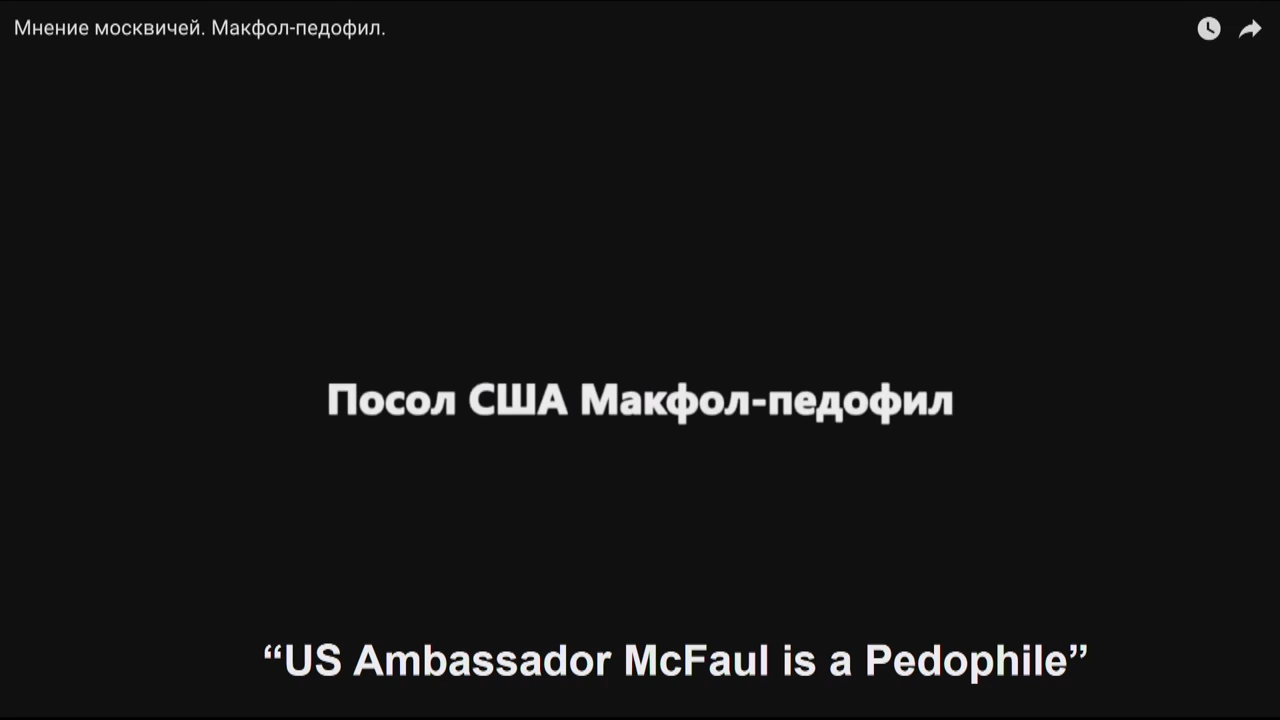 Мнение москвичей. Макфол-педофил.
Посол США Макфол-педофил
“US Ambassador McFaul is a Pedophile”